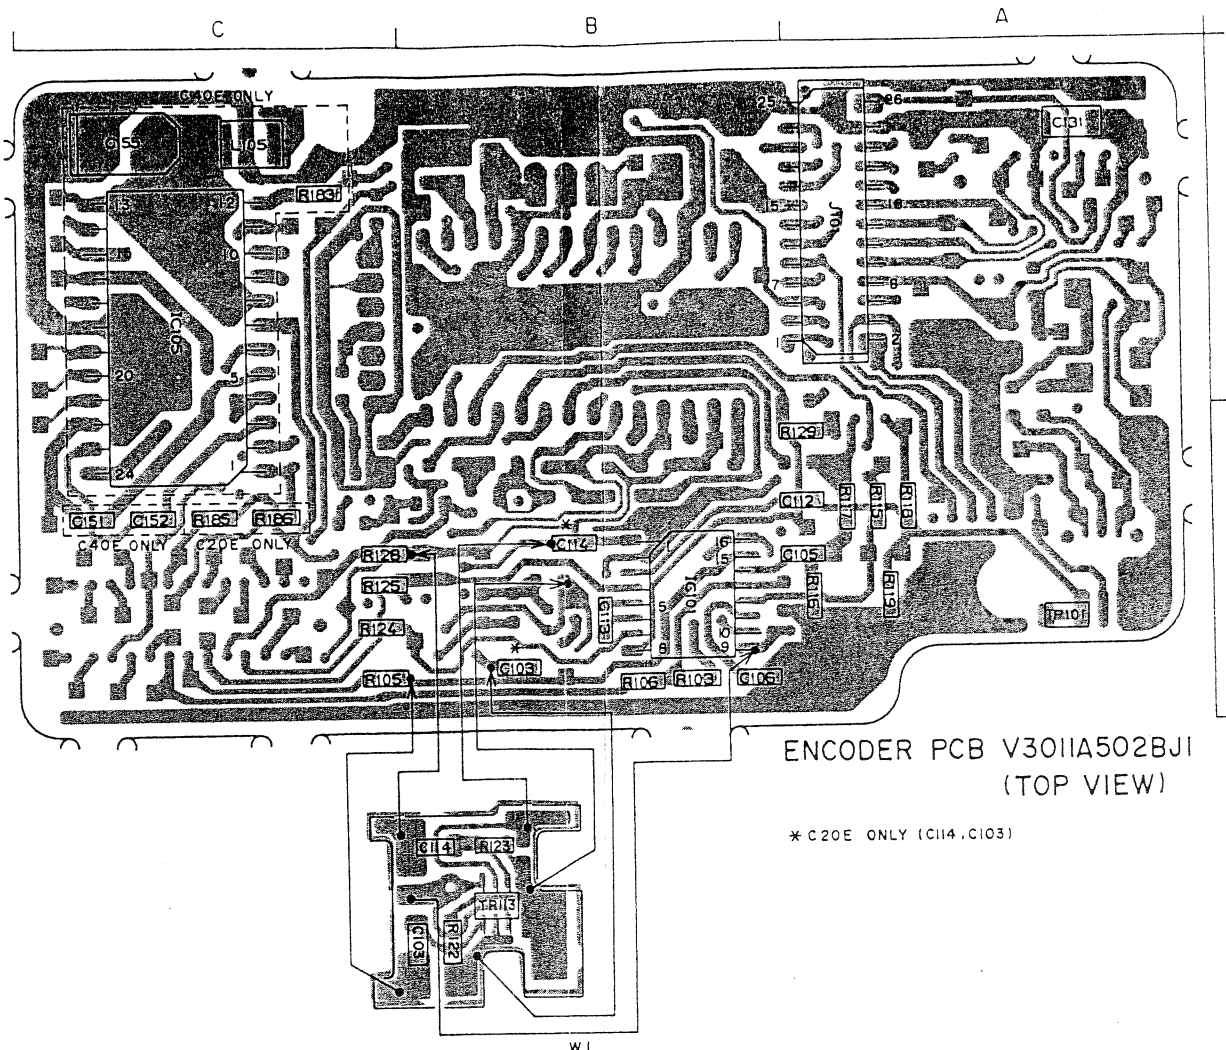 C B A
C40E ONLY
C155 L105
25 26
C131
R183
13 12
15 16
J101
10
7 8
IC105
1 2
20 5
R129
24 1
C112 R117 R115 R118
C151 C152 R185 R186
C40E ONLY C20E ONLY
*
R128 C114 16 C105
15
R125 IC101 R116 R119
5
R124 C113 TR101
10
* 8 9
R105 C103 R106 R103 C106
ENCODER PCB V3011A502BJ1
(TOP VIEW)
* C20E ONLY (C114, C103)
C114 R123
TR113
C103 R122
W1